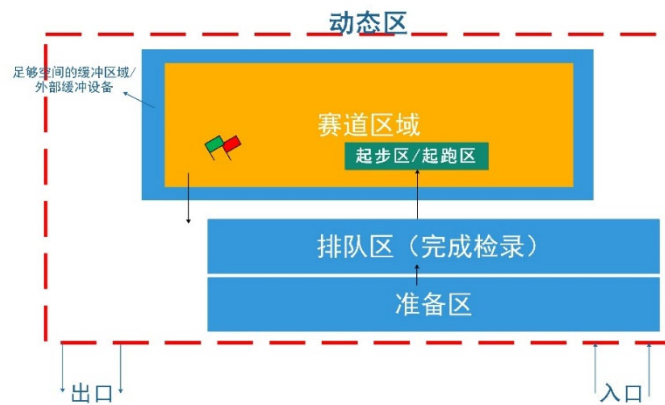 动态区
足够空间的缓冲区域/
外部缓冲设备
赛道区域
起步区/起跑区
排队区（完成检录）
准备区
出口
入口